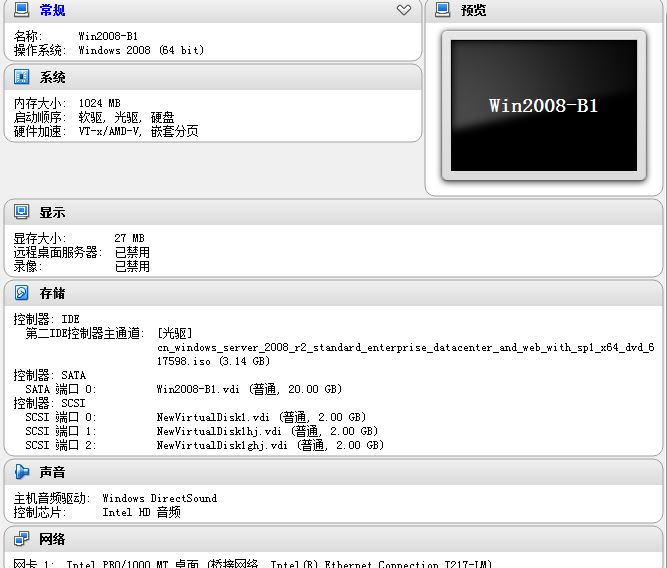 常规
名称: Win2008-B1
操作系统: Windows 2008 (64 bit)
预览
Win2008-B1
系统
内存大小: 1024 MB
启动顺序: 软驱, 光驱, 硬盘
硬件加速: VT-x/AMD-V, 嵌套分页
显示
显存大小: 27 MB
远程桌面服务器: 已禁用
录像: 已禁用
存储
控制器: IDE
第二IDE控制器主通道: [光驱]
cn_windows_server_2008_r2_standard_enterprise_datacenter_and_web_with_sp1_x64_dvd_6
17598.iso (3.14 GB)
控制器: SATA
SATA 端口 0: Win2008-B1.vdi (普通, 20.00 GB)
控制器: SCSI
SCSI 端口 0: NewVirtualDisk1.vdi (普通, 2.00 GB)
SCSI 端口 1: NewVirtualDisk1hj.vdi (普通, 2.00 GB)
SCSI 端口 2: NewVirtualDisk1ghj.vdi (普通, 2.00 GB)
声音
主机音频驱动: Windows DirectSound
控制芯片: Intel HD 音频
网络
网卡 1: Intel PRO/1000 MT 桌面 (桥接网络, Intel(R) Ethernet Connection I217-LM)